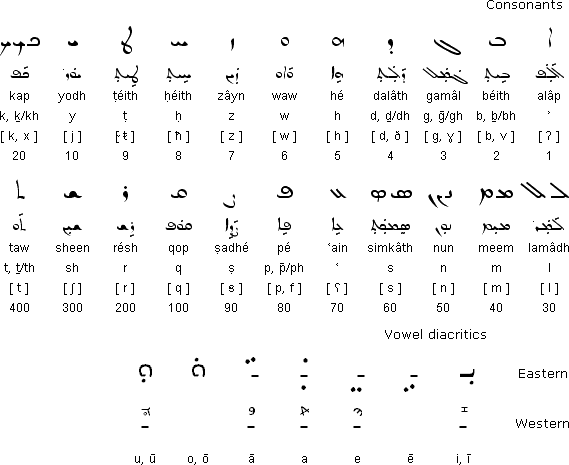 Consonants
ܐ ܒ ܓ ܕ ܗ ܘ ܙ ܚ ܛ ܝ ܟ
kap yodh ṭéith ḥéith zâyn waw hé dalâth gamâl béith alâp
k, ḵ/kh y ṭ ḥ z w h d, ḏ/dh g, ḡ/gh b, ḇ/bh ʾ
[ k, x ] [ j ] [ t̴ ] [ ħ ] [ z ] [ w ] [ h ] [ d, ð ] [ g, ɣ ] [ b, v ] [ ʔ ]
20 10 9 8 7 6 5 4 3 2 1
ܠ ܡ ܢ ܣ ܥ ܦ ܨ ܩ ܪ ܫ ܬ
taw sheen résh qop ṣadhé pé ʿain simkâth nun meem lamâdh
t, ṯ/th sh r q ṣ p, p̄/ph ʿ s n m l
[ t ] [ ʃ ] [ r ] [ q ] [ s̴ ] [ p, f ] [ ʕ ] [ s ] [ n ] [ m ] [ l ]
400 300 200 100 90 80 70 60 50 40 30
Vowel diacritics
Eastern
Western
u, ū o, ō ā a e ē i, ī